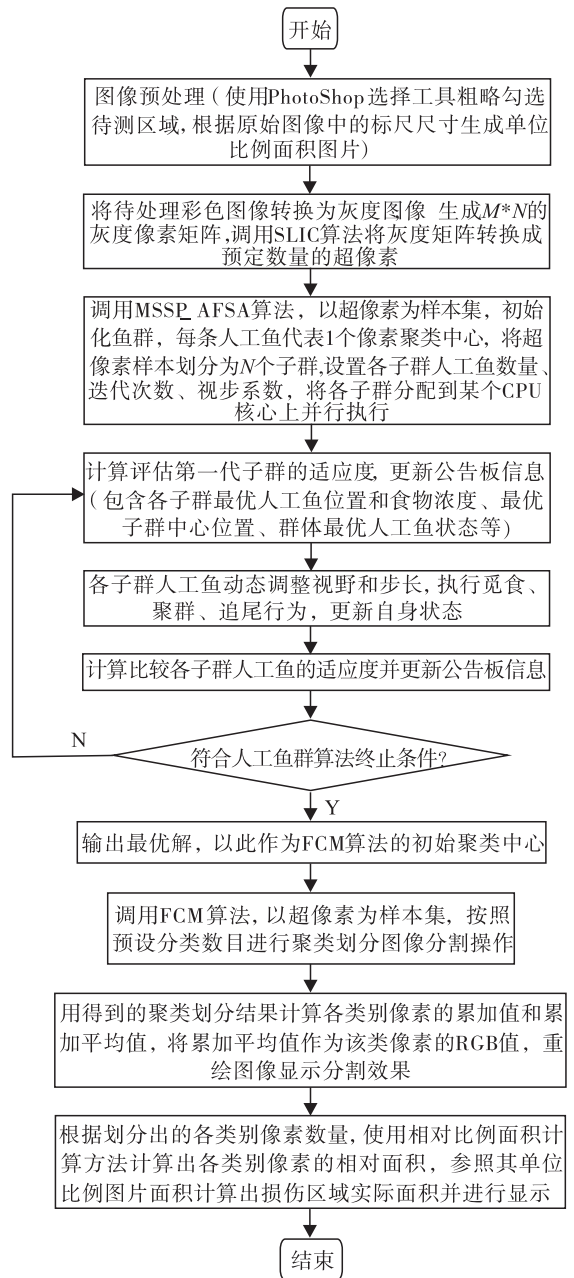 开始
图像预处理(使用PhotoShop选择工具粗略勾选
待测区域,根据原始图像中的标尺尺寸生成单位
比例面积图片)
将待处理彩色图像转换为灰度图像 生成M*N的
灰度像素矩阵,调用SLIC算法将灰度矩阵转换成
预定数量的超像素
调用MSSP_AFSA算法，以超像素为样本集，初始
化鱼群，每条人工鱼代表1个像素聚类中心，将超
像素样本划分为N个子群,设置各子群人工鱼数量、
迭代次数、视步系数，将各子群分配到某个CPU
核心上并行执行
计算评估第一代子群的适应度,更新公告板信息
(包含各子群最优人工鱼位置和食物浓度、最优
子群中心位置、群体最优人工鱼状态等)
各子群人工鱼动态调整视野和步长,执行觅食、
聚群、追尾行为，更新自身状态
计算比较各子群人工鱼的适应度并更新公告板信息
N
符合人工鱼群算法终止条件?
Y
输出最优解，以此作为FCM算法的初始聚类中心
调用FCM算法,以超像素为样本集，按照
预设分类数目进行聚类划分图像分割操作
用得到的聚类划分结果计算各类别像素的累加值和累
加平均值，将累加平均值作为该类像素的RGB值，重
绘图像显示分割效果
根据划分出的各类别像素数量,使用相对比例面积计
算方法计算出各类别像素的相对面积，参照其单位
比例图片面积计算出损伤区域实际面积并进行显示
结束